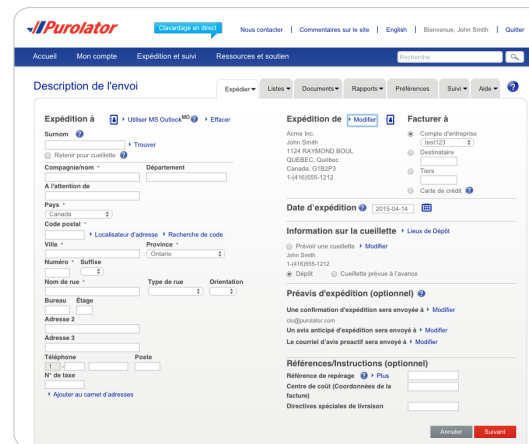 Purolator
Clavardage en direct
Nous contacter | Commentaires sur le site | English | Bienvenue, John Smith | Quitter
Accueil Mon compte Expédition et suivi Ressources et soutien Recherche
Description de l'envoi
Expédier Listes Documents Rapports Préférences Suivi Aide ?
Expédition à Utiliser MS Outlook MD ? Effacer
Surnom ?
Trouver
Retenir pour cueillette ?
Compagnie/nom * Département
A l'attention de
Pays *
Canada
Code postal *
Localisateur d'adresse Recherche de code
Ville * Province *
Ontario
Numéro * Suffixe
Nom de rue * Type de rue Orientation
Bureau Étage
Adresse 2
Adresse 3
Téléphone Poste
1 -
N° de taxe
Ajouter au carnet d'adresses
Expédition de Modifier
Acme Inc.
John Smith
1124 RAYMOND BOUL
QUEBEC, Québec
Canada, G1B2P3
1-(416)555-1212
Facturer à
Compte d'entreprise
test123
Destinataire
Tiers
Carte de crédit ?
Date d'expédition ? 2015-04-14
Information sur la cueillette Lieux de Dépôt
Prévoir une cueillette Modifier
John Smith
1-(416)555-1212
Dépôt Cueillette prévue à l'avance
Préavis d'expédition (optionnel) ?
Une confirmation d'expédition sera envoyée à Modifier
clo@purolator.com
Un avis anticipé d'expédition sera envoyé à Modifier
Le courriel d'avis proactif sera envoyé à Modifier
Références/Instructions (optionnel)
Référence de repérage ? Plus
Centre de coût (Coordonnées de la
facture)
Directives spéciales de livraison
Annuler Suivant